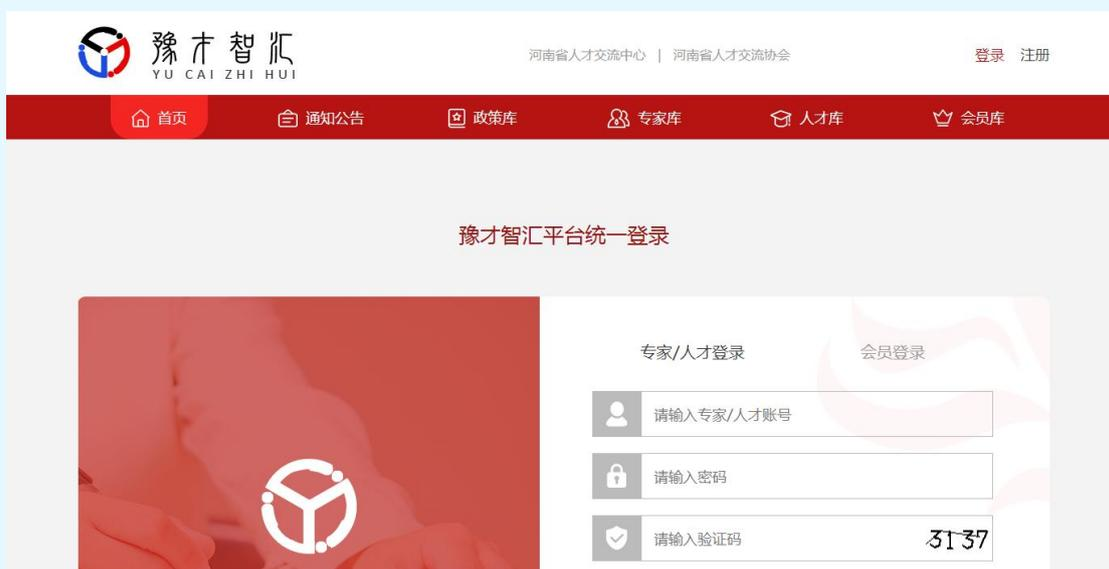 豫才智汇
YU CAI ZHI HUI
河南省人才交流中心 | 河南省人才交流协会
登录 注册
首页 通知公告 政策库 专家库 人才库 会员库
豫才智汇平台统一登录
专家/人才登录 会员登录
请输入专家/人才账号
请输入密码
请输入验证码 3137